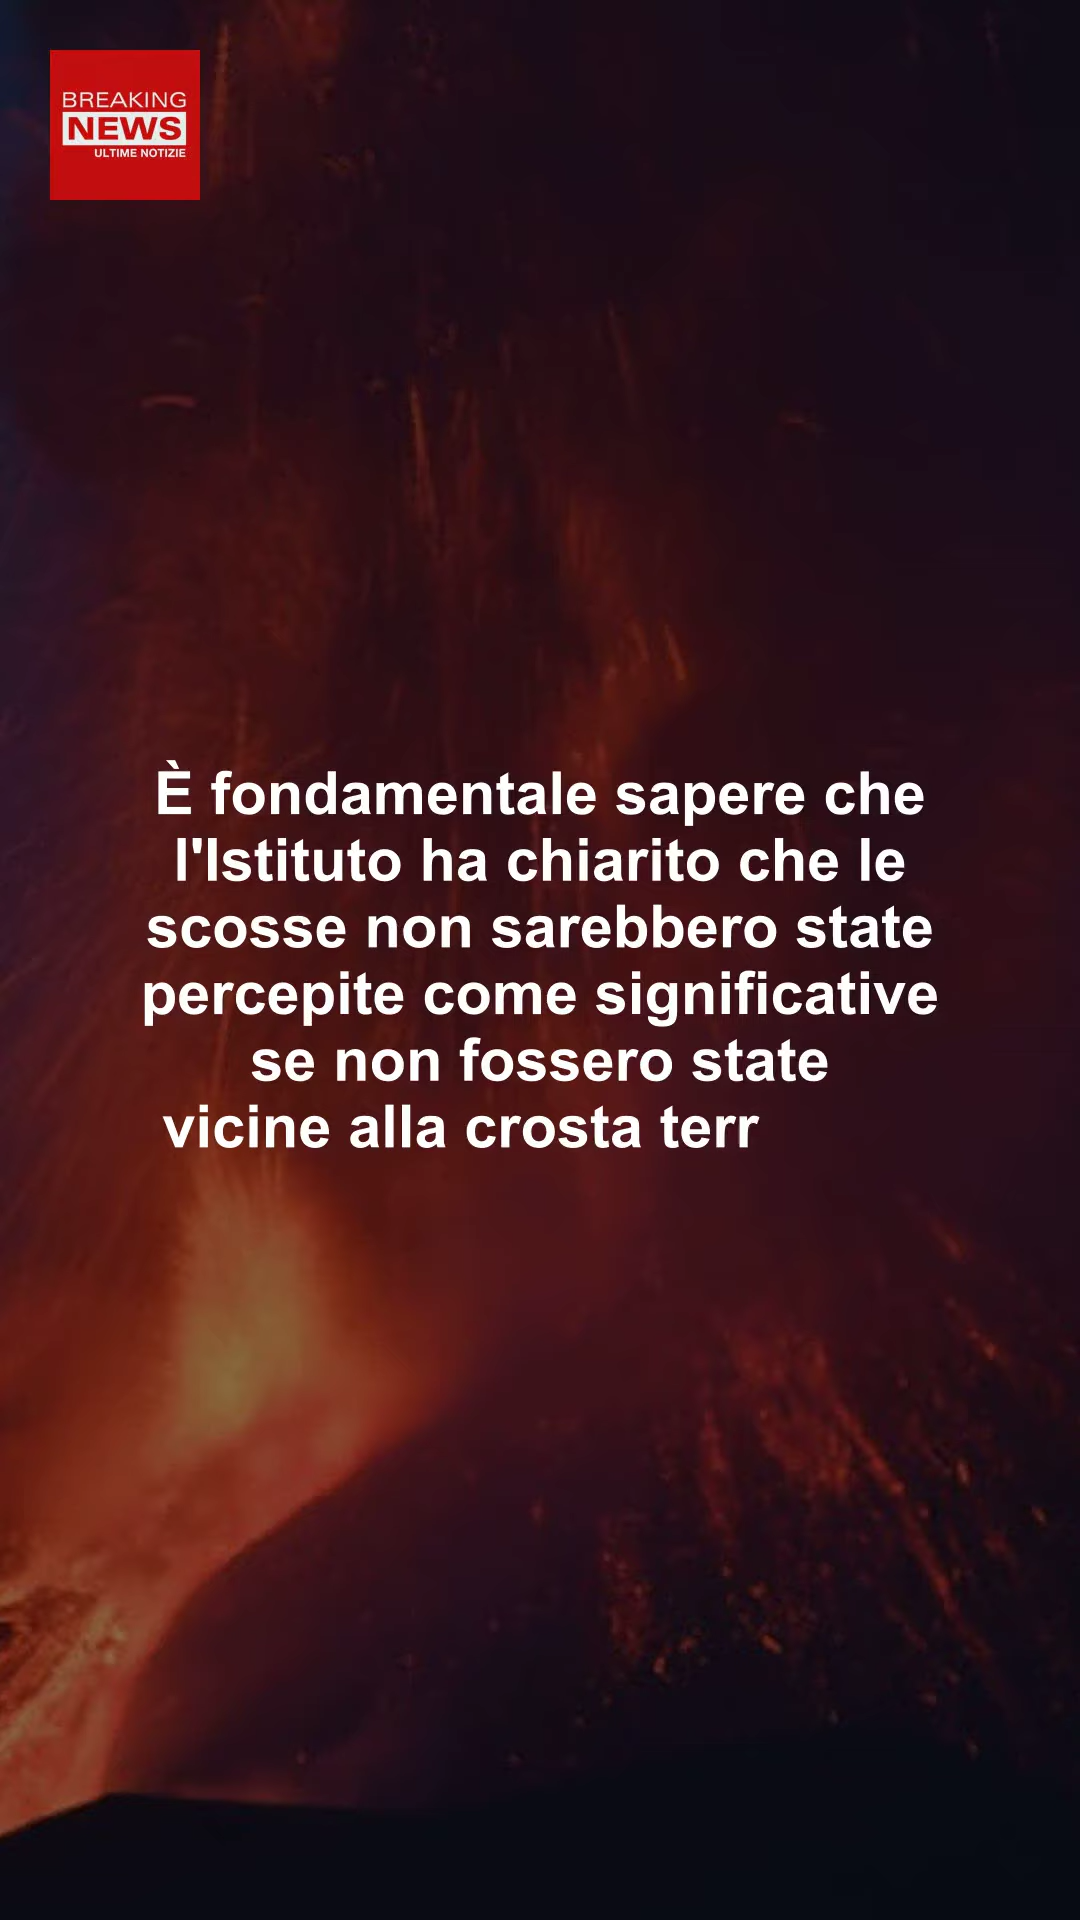 BREAKING
NEWS
ULTIME NOTIZIE
È fondamentale sapere che
l'Istituto ha chiarito che le
scosse non sarebbero state
percepite come significative
se non fossero state
vicine alla crosta terr